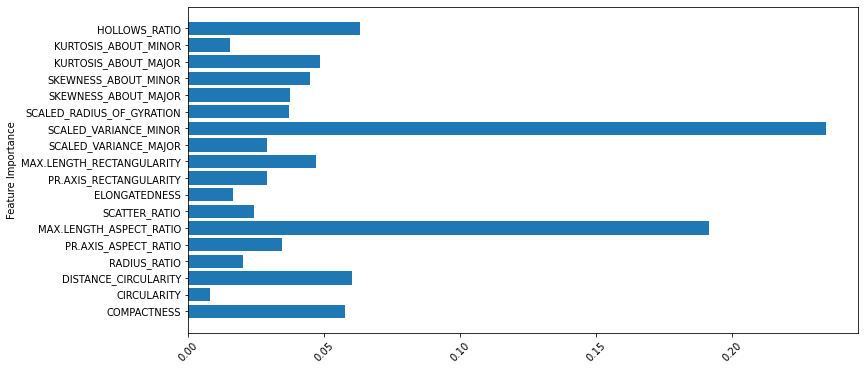 HOLLOWS_RATIO
KURTOSIS_ABOUT_MINOR
KURTOSIS_ABOUT_MAJOR
SKEWNESS_ABOUT_MINOR
SKEWNESS_ABOUT_MAJOR
SCALED_RADIUS_OF_GYRATION
SCALED_VARIANCE_MINOR
SCALED_VARIANCE_MAJOR
MAX.LENGTH_RECTANGULARITY
PR.AXIS_RECTANGULARITY
ELONGATEDNESS
SCATTER_RATIO
MAX.LENGTH_ASPECT_RATIO
PR.AXIS_ASPECT_RATIO
RADIUS_RATIO
DISTANCE_CIRCULARITY
CIRCULARITY
COMPACTNESS
Feature Importance
0.00 0.05 0.10 0.15 0.20